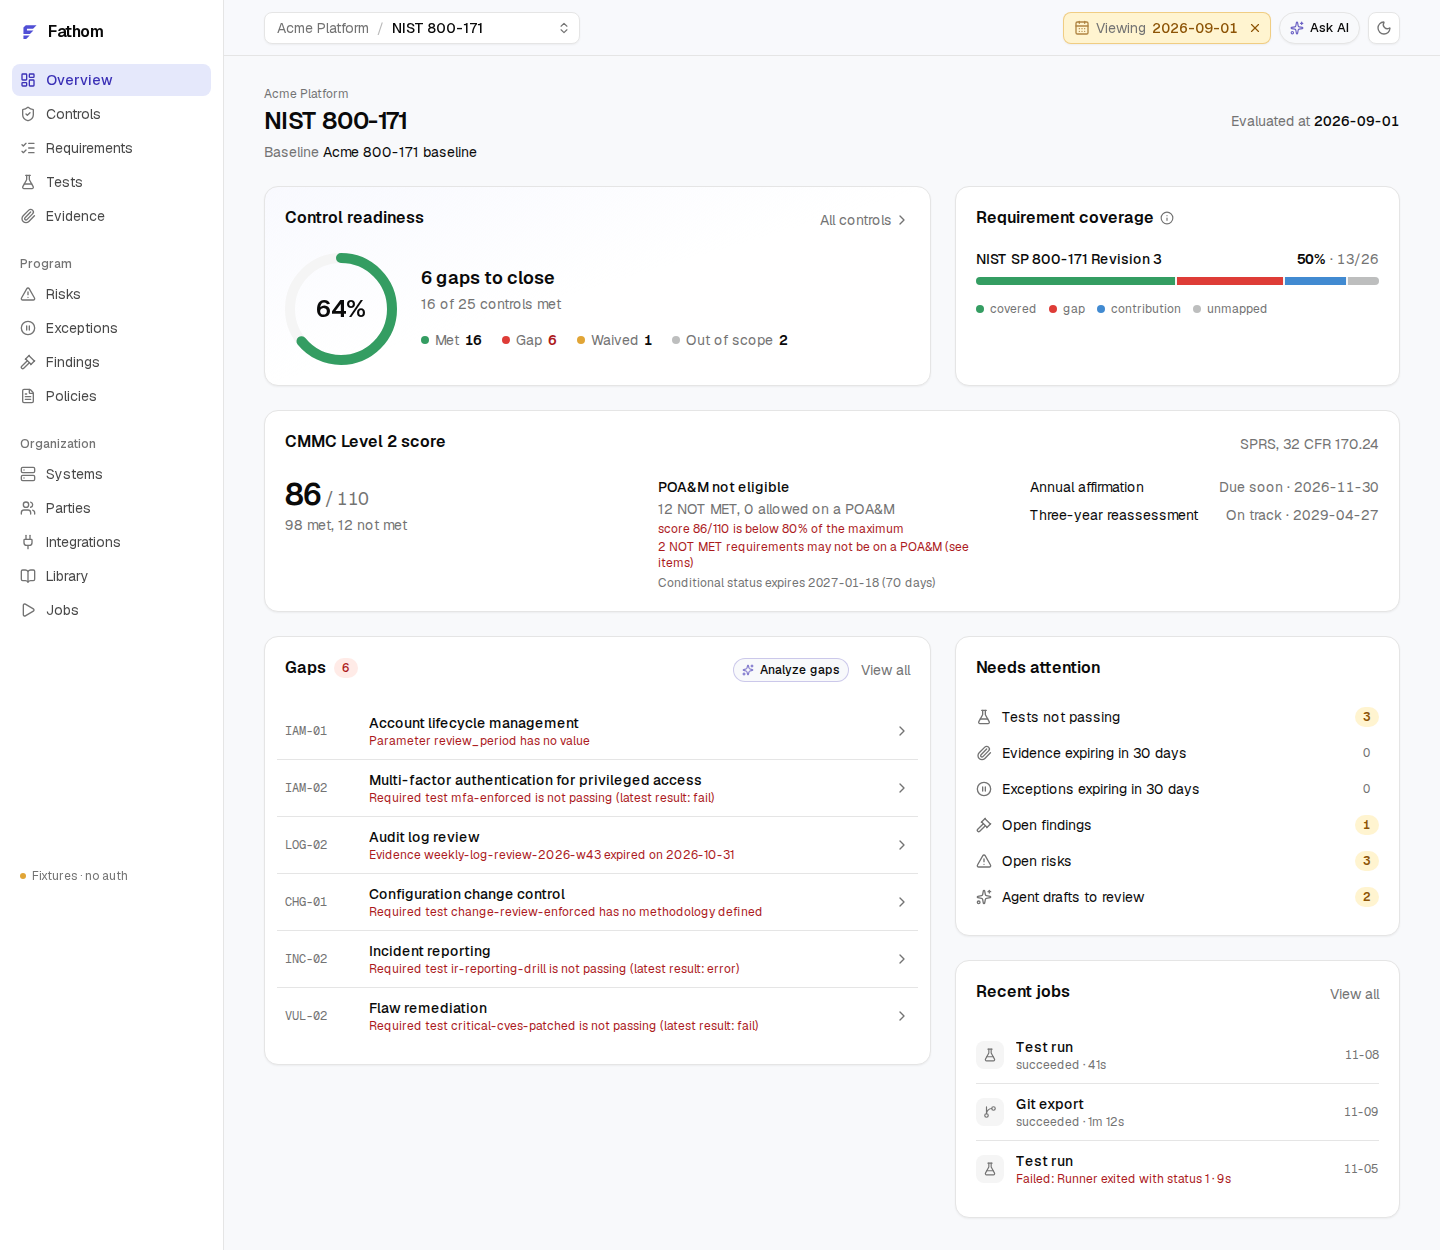 Fathom
Overview
Controls
Requirements
Tests
Evidence
Program
Risks
Exceptions
Findings
Policies
Organization
Systems
Parties
Integrations
Library
Jobs
Fixtures · no auth
Acme Platform / NIST 800-171
Viewing 2026-09-01
Ask AI
Acme Platform
NIST 800-171
Baseline Acme 800-171 baseline
Evaluated at 2026-09-01
Control readiness
All controls
64%
6 gaps to close
16 of 25 controls met
Met 16 Gap 6 Waived 1 Out of scope 2
Requirement coverage
NIST SP 800-171 Revision 3 50% · 13/26
covered gap contribution unmapped
CMMC Level 2 score
SPRS, 32 CFR 170.24
86 / 110
98 met, 12 not met
POA&M not eligible
12 NOT MET, 0 allowed on a POA&M
score 86/110 is below 80% of the maximum
2 NOT MET requirements may not be on a POA&M (see
items)
Conditional status expires 2027-01-18 (70 days)
Annual affirmation Due soon · 2026-11-30
Three-year reassessment On track · 2029-04-27
Gaps 6
Analyze gaps
View all
IAM-01 Account lifecycle management
Parameter review_period has no value
IAM-02 Multi-factor authentication for privileged access
Required test mfa-enforced is not passing (latest result: fail)
LOG-02 Audit log review
Evidence weekly-log-review-2026-w43 expired on 2026-10-31
CHG-01 Configuration change control
Required test change-review-enforced has no methodology defined
INC-02 Incident reporting
Required test ir-reporting-drill is not passing (latest result: error)
VUL-02 Flaw remediation
Required test critical-cves-patched is not passing (latest result: fail)
Needs attention
Tests not passing 3
Evidence expiring in 30 days 0
Exceptions expiring in 30 days 0
Open findings 1
Open risks 3
Agent drafts to review 2
Recent jobs
View all
Test run 11-08
succeeded · 41s
Git export 11-09
succeeded · 1m 12s
Test run 11-05
Failed: Runner exited with status 1 · 9s